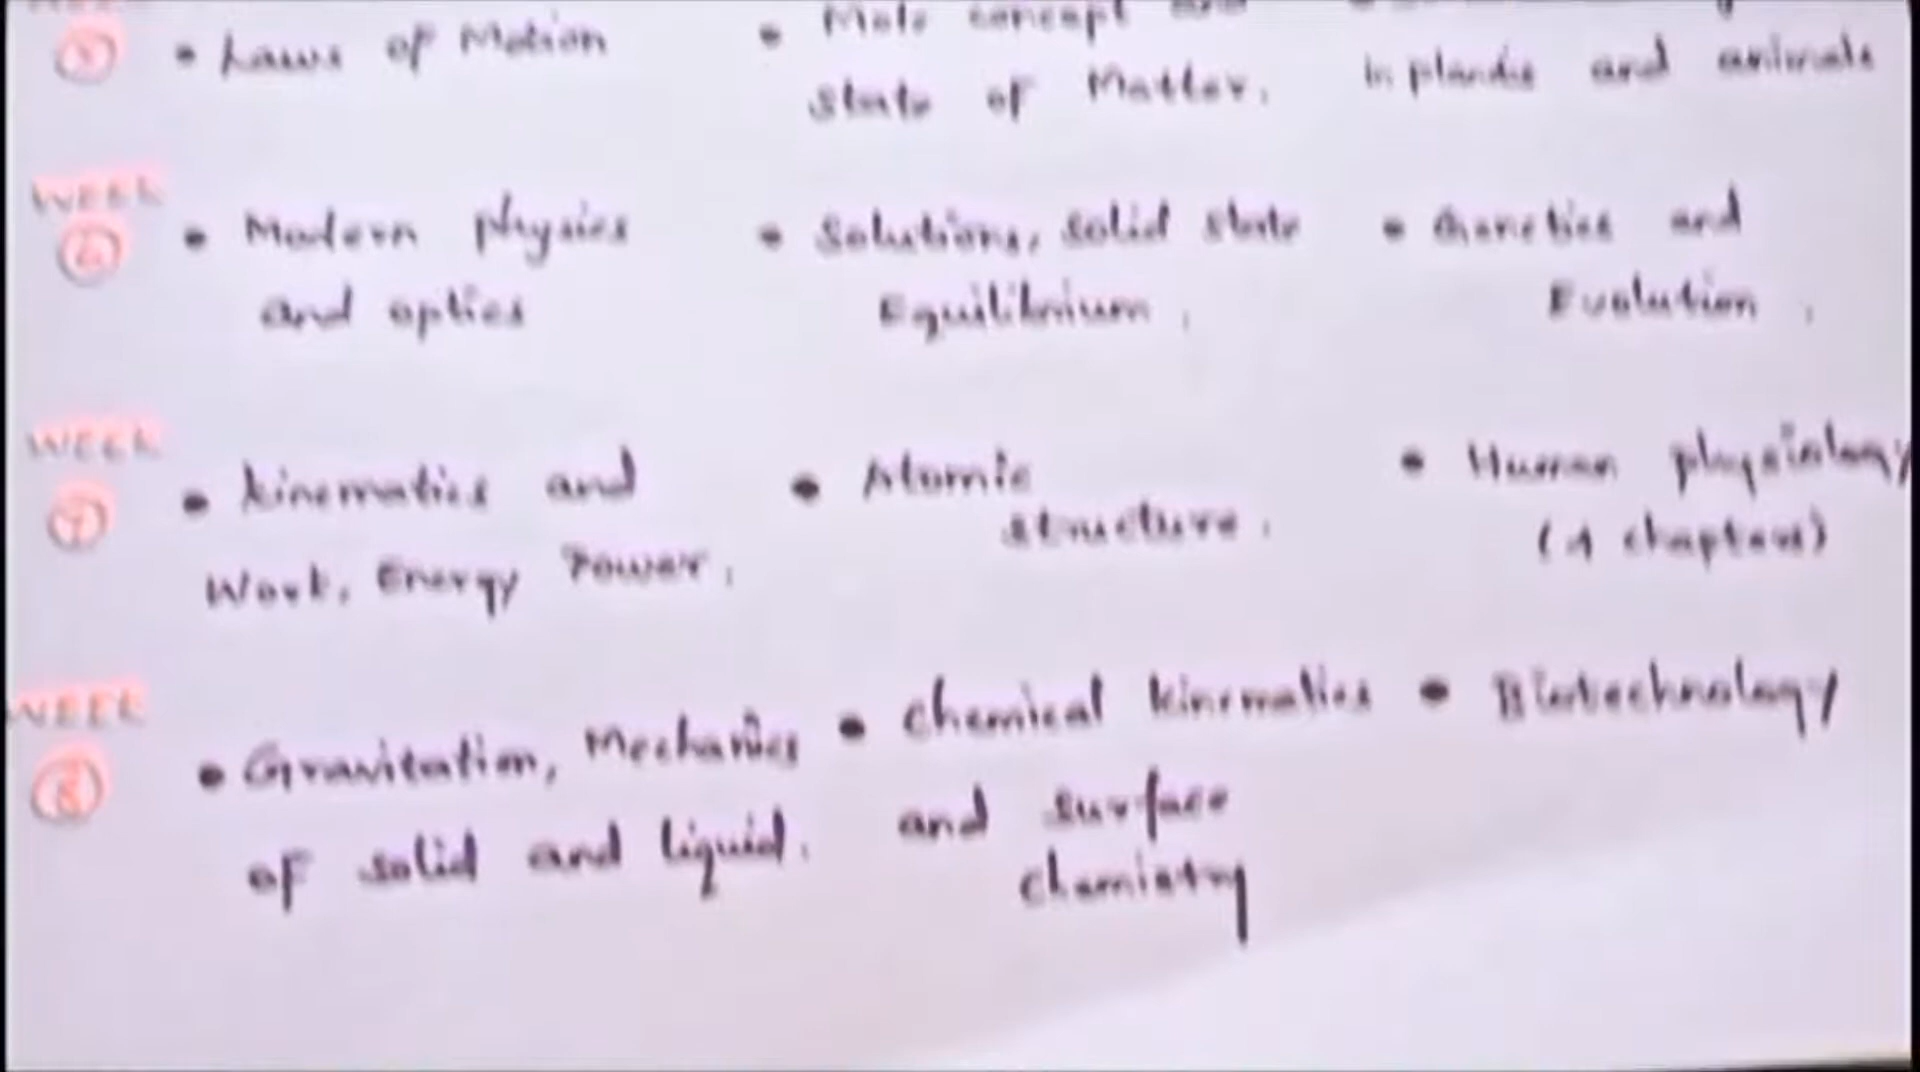 • Laws of Motion
• Mole concept and
State of Matter.
in plants and animals
WEEK
6
• Modern physics
and optics
• Solutions, solid state
Equilibrium.
• Genetics and
Evolution.
WEEK
7
• kinematics and
Work, Energy Power.
• Atomic
structure.
• Human physiology
(4 chapters)
WEEK
8
• Gravitation, Mechanics
of solid and liquid.
• Chemical kinematics
and surface
chemistry
• Biotechnology